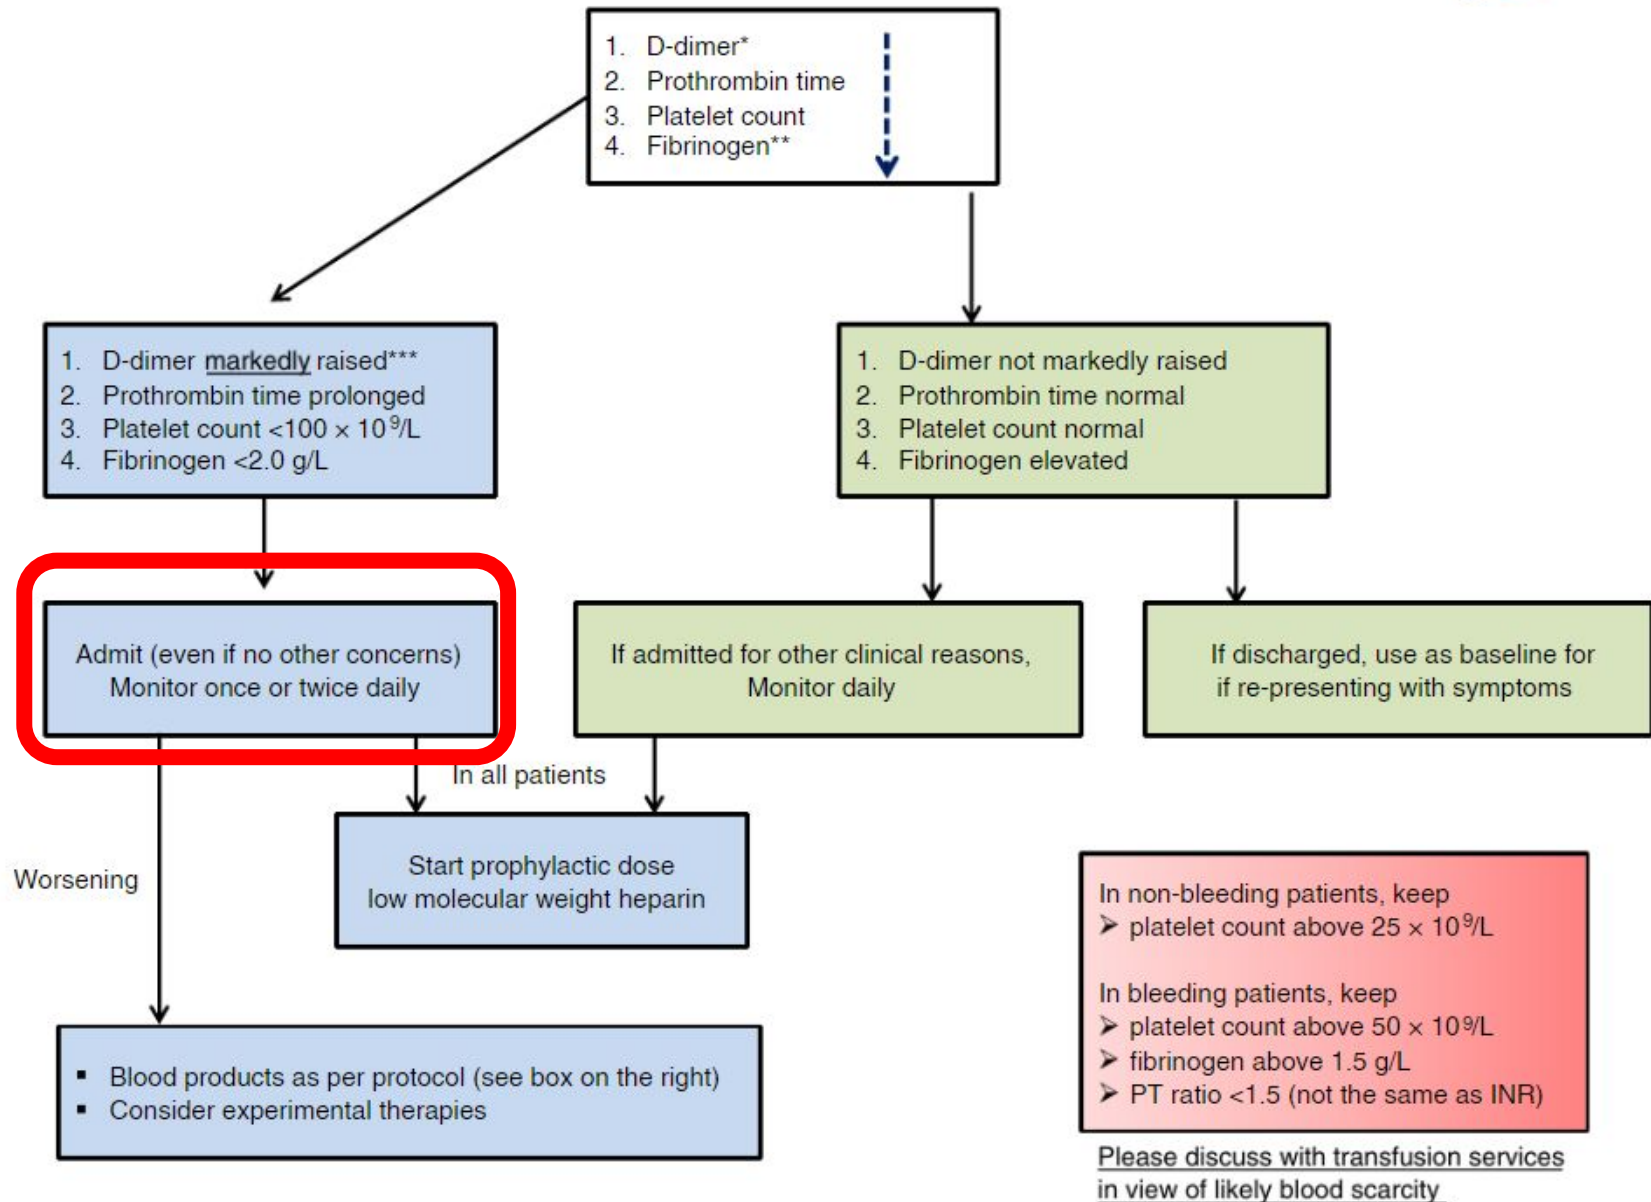 1. D-dimer*
2. Prothrombin time
3. Platelet count
4. Fibrinogen**
1. D-dimer markedly raised***
2. Prothrombin time prolonged
3. Platelet count <100 × 10⁹/L
4. Fibrinogen <2.0 g/L
1. D-dimer not markedly raised
2. Prothrombin time normal
3. Platelet count normal
4. Fibrinogen elevated
Admit (even if no other concerns)
Monitor once or twice daily
If admitted for other clinical reasons,
Monitor daily
If discharged, use as baseline for
if re-presenting with symptoms
In all patients
Worsening
Start prophylactic dose
low molecular weight heparin
▪ Blood products as per protocol (see box on the right)
▪ Consider experimental therapies
In non-bleeding patients, keep
➢ platelet count above 25 × 10⁹/L
In bleeding patients, keep
➢ platelet count above 50 × 10⁹/L
➢ fibrinogen above 1.5 g/L
➢ PT ratio <1.5 (not the same as INR)
Please discuss with transfusion services
in view of likely blood scarcity